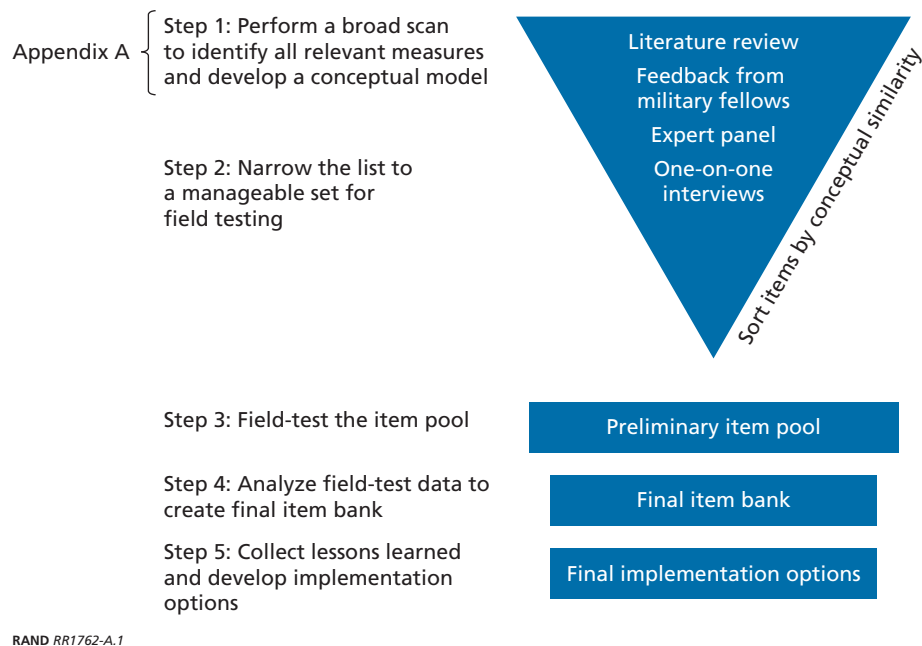 Appendix A
Step 1: Perform a broad scan
to identify all relevant measures
and develop a conceptual model
Literature review
Feedback from
military fellows
Expert panel
One-on-one
interviews
Sort items by conceptual similarity
Step 2: Narrow the list to
a manageable set for
field testing
Step 3: Field-test the item pool
Preliminary item pool
Step 4: Analyze field-test data to
create final item bank
Final item bank
Step 5: Collect lessons learned
and develop implementation
options
Final implementation options
RAND RR1762-A.1